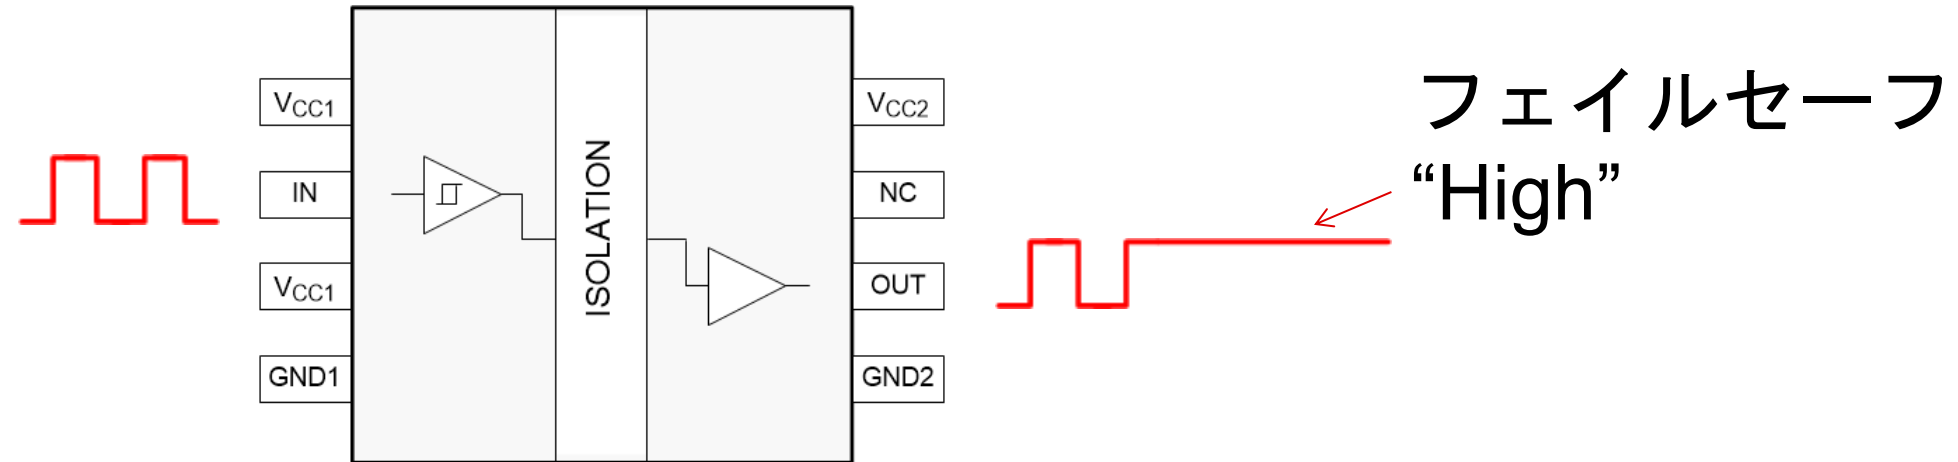 VCC1
IN
VCC1
GND1
ISOLATION
VCC2
NC
OUT
GND2
フェイルセーフ
“High”